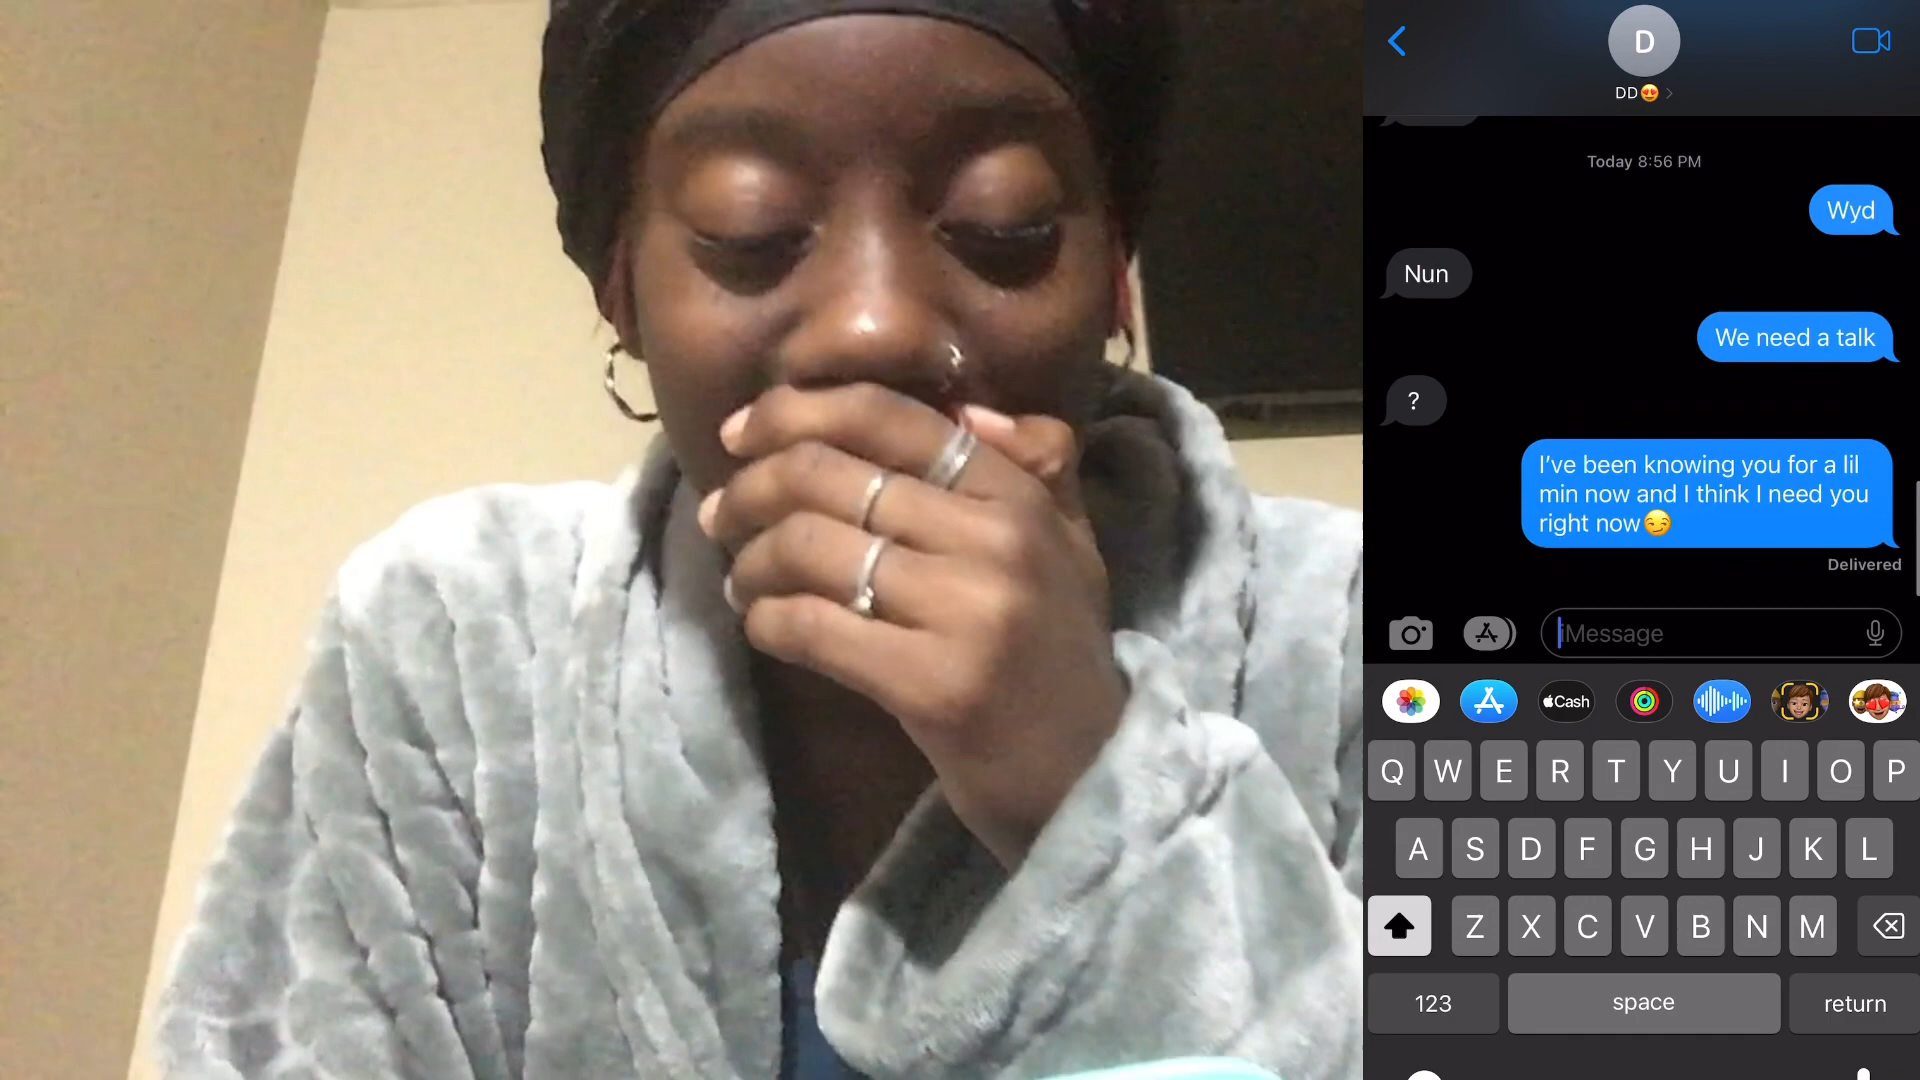 D
DD😍 >
Today 8:56 PM
Wyd
Nun
We need a talk
?
I've been knowing you for a lil
min now and I think I need you
right now😏
Delivered
iMessage
Cash
Q W E R T Y U I O P
A S D F G H J K L
Z X C V B N M
123 space return